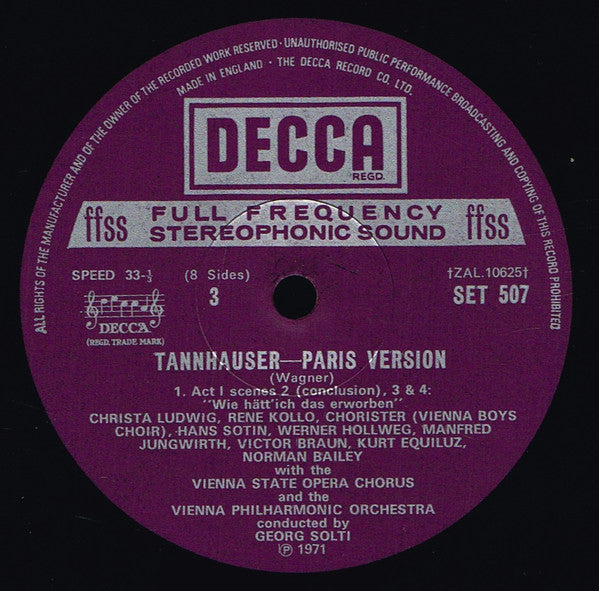 ALL RIGHTS OF THE MANUFACTURER AND OF THE OWNER OF THE RECORDED WORK RESERVED · UNAUTHORISED PUBLIC PERFORMANCE BROADCASTING AND COPYING OF THIS RECORD PROHIBITED
MADE IN ENGLAND · THE DECCA RECORD CO. LTD.
DECCA
REGD.
ffss FULL FREQUENCY ffss
STEREOPHONIC SOUND
SPEED 33-⅓ (8 Sides) †ZAL.10625†
3 SET 507
DECCA
(REGD. TRADE MARK)
TANNHAUSER—PARIS VERSION
(Wagner)
1. Act I scenes 2 (conclusion), 3 & 4:
"Wie hätt'ich das erworben"
CHRISTA LUDWIG, RENE KOLLO, CHORISTER (VIENNA BOYS
CHOIR), HANS SOTIN, WERNER HOLLWEG, MANFRED
JUNGWIRTH, VICTOR BRAUN, KURT EQUILUZ,
NORMAN BAILEY
with the
VIENNA STATE OPERA CHORUS
and the
VIENNA PHILHARMONIC ORCHESTRA
conducted by
GEORG SOLTI
℗ 1971